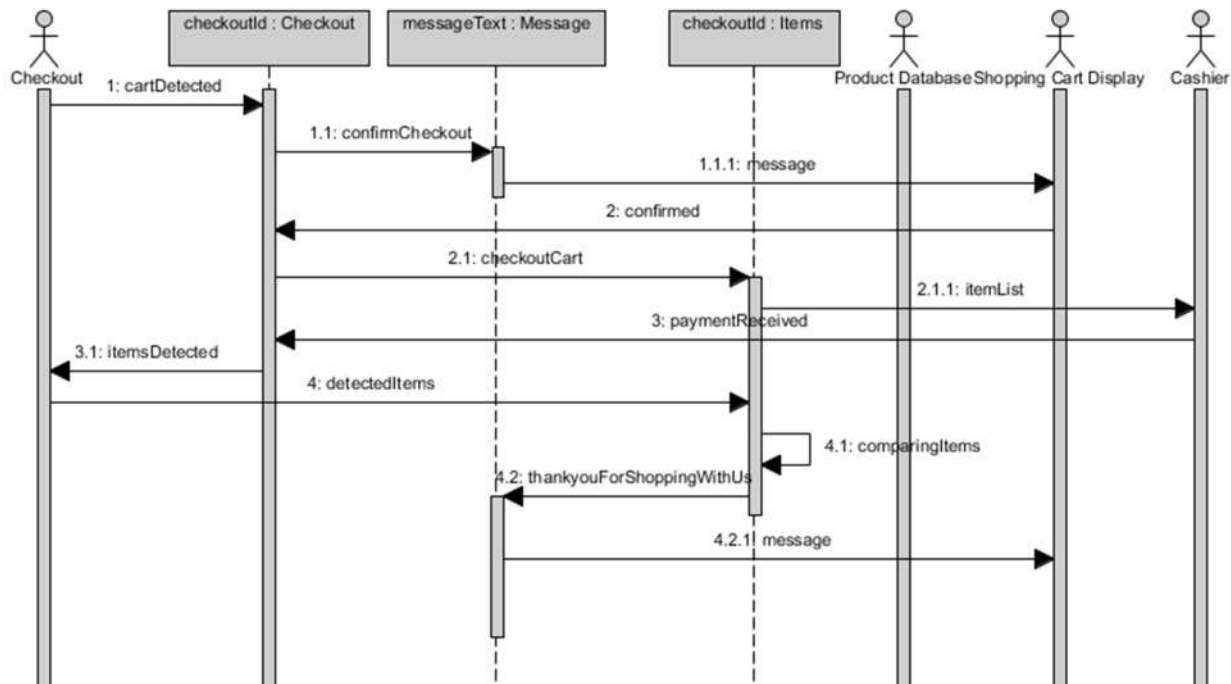 checkoutId : Checkout
messageText : Message
checkoutId : Items
Checkout
Product Database
Shopping Cart Display
Cashier
1: cartDetected
1.1: confirmCheckout
1.1.1: message
2: confirmed
2.1: checkoutCart
2.1.1: itemList
3: paymentReceived
3.1: itemsDetected
4: detectedItems
4.1: comparingItems
4.2: thankyouForShoppingWithUs
4.2.1: message